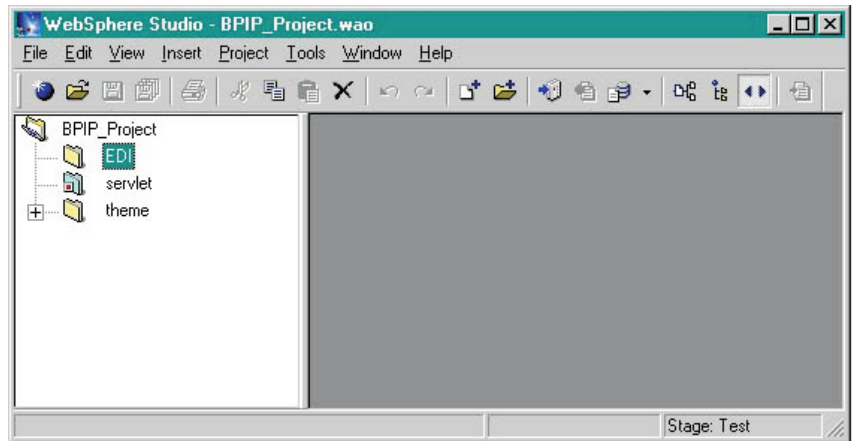 WebSphere Studio - BPIP_Project.wao
File Edit View Insert Project Tools Window Help
BPIP_Project
EDI
servlet
theme
Stage: Test